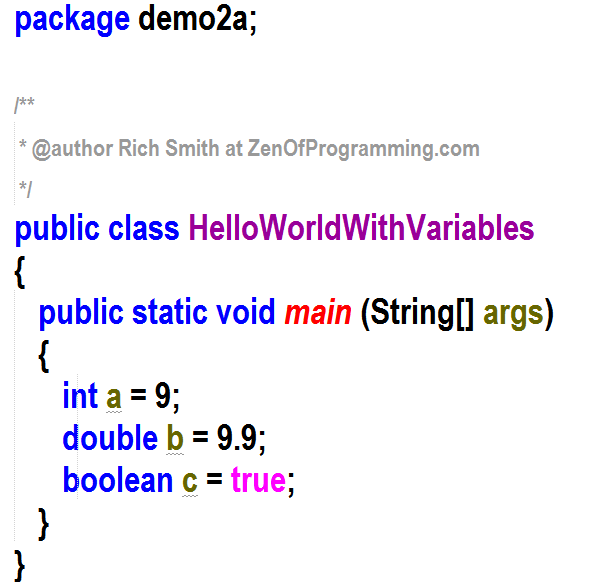 package demo2a;
/**
* @author Rich Smith at ZenOfProgramming.com
*/
public class HelloWorldWithVariables
{
public static void main (String[] args)
{
int a = 9;
double b = 9.9;
boolean c = true;
}
}